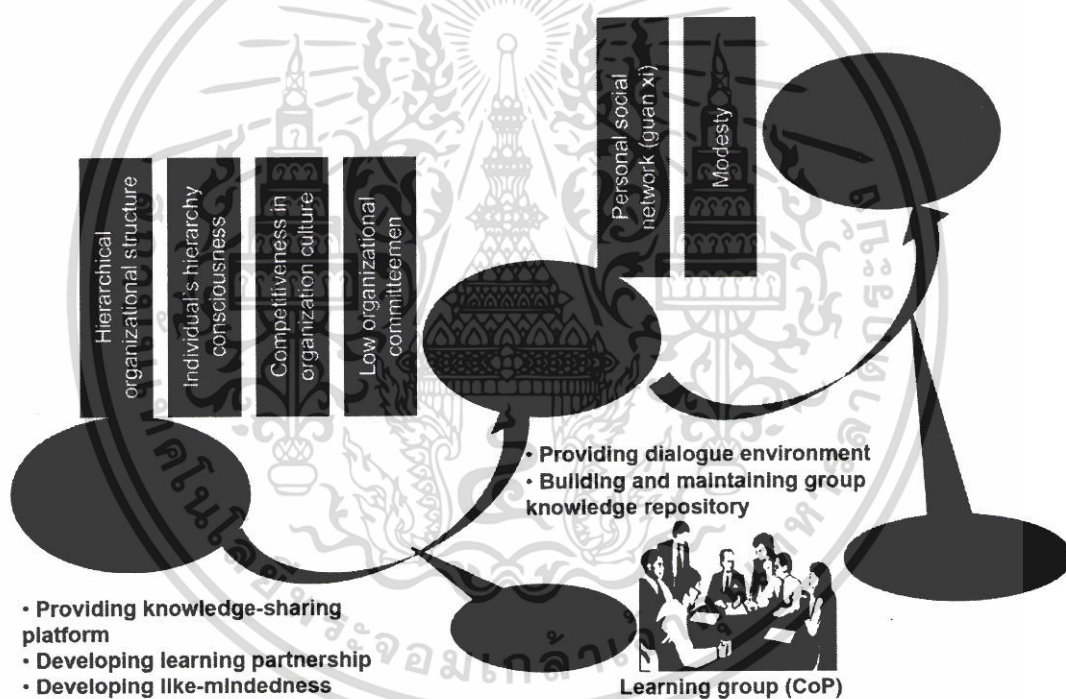 Hierarchical
organizational structure
Individual's hierarchy
consciousness
Competitiveness in
organization culture
Low organizational
committeemen
Personal social
network (guan xi)
Modesty
• Providing dialogue environment
• Building and maintaining group
knowledge repository
• Providing knowledge-sharing
platform
• Developing learning partnership
• Developing like-mindedness
Learning group (CoP)